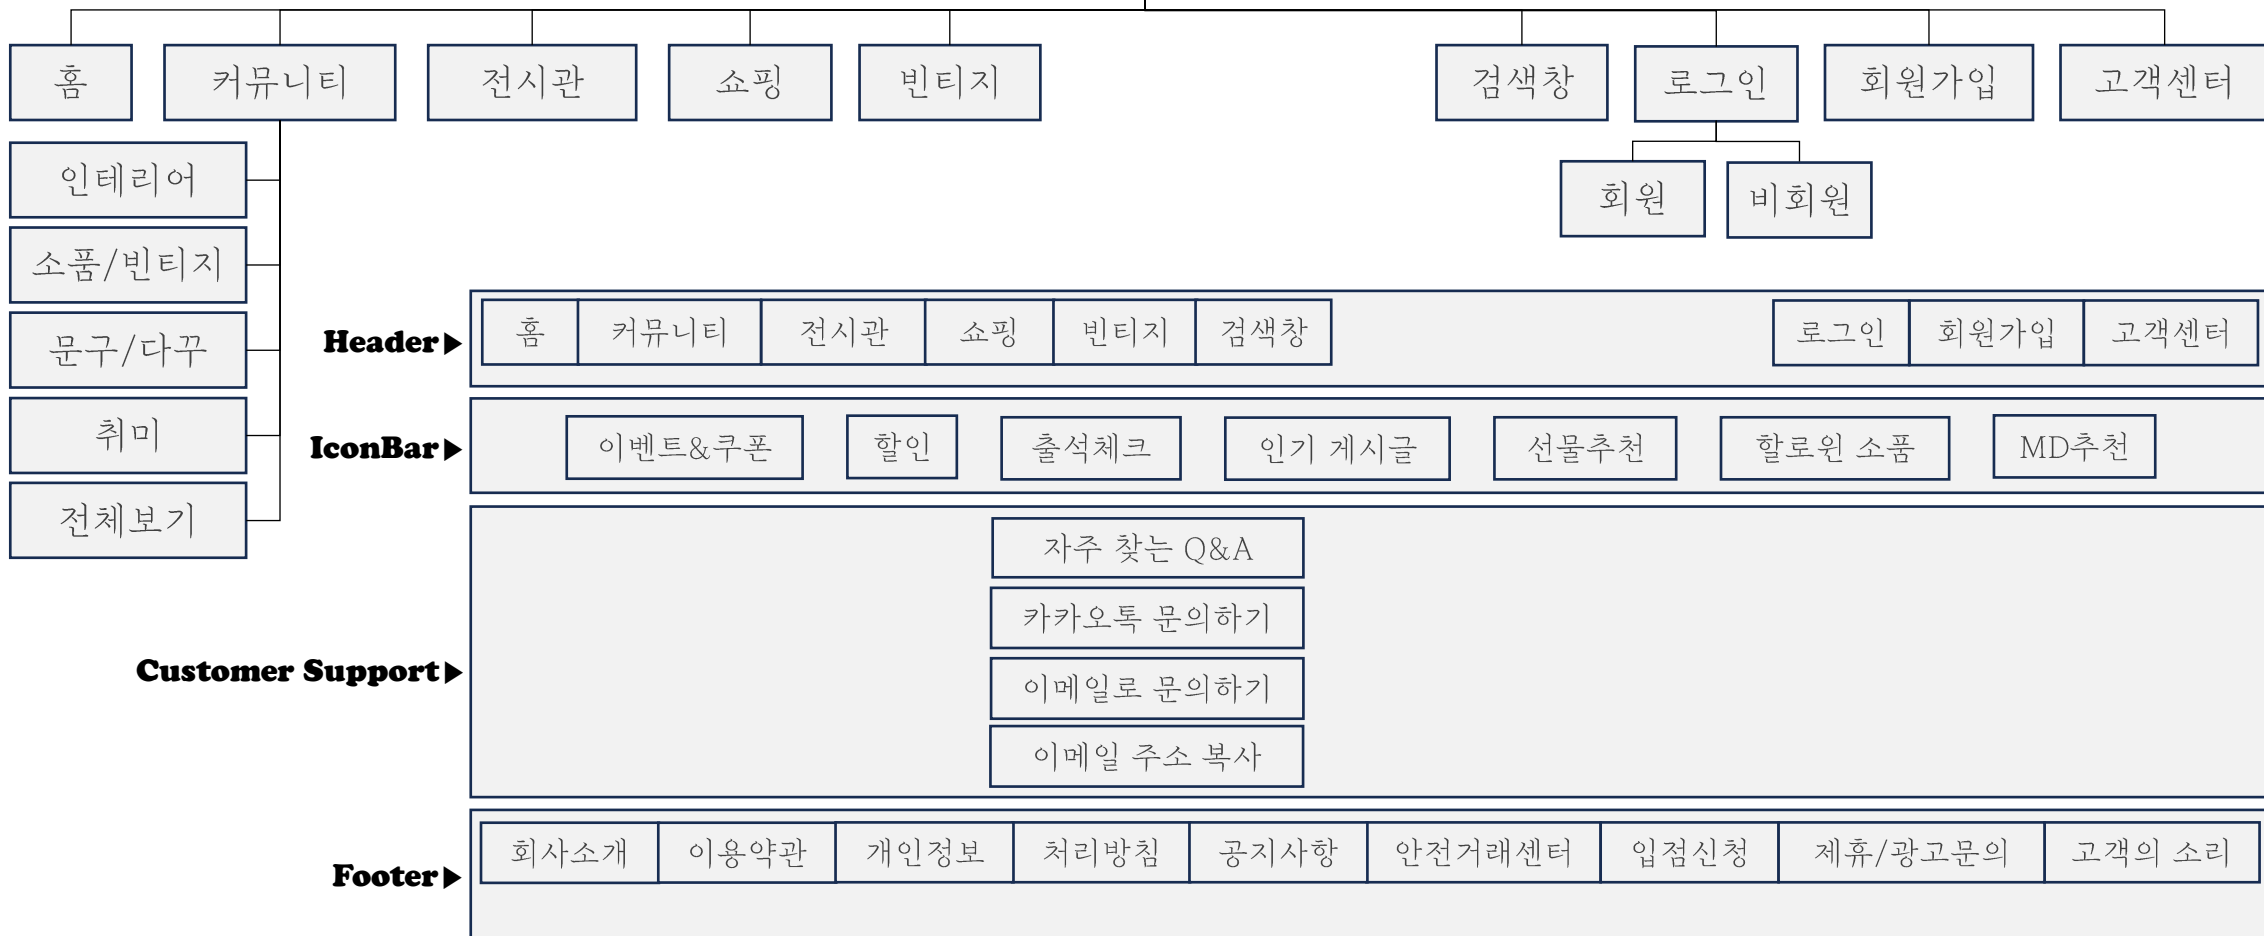 홈
커뮤니티
전시관
쇼핑
빈티지
검색창
로그인
회원가입
고객센터
회원
비회원
인테리어
소품/빈티지
문구/다꾸
취미
전체보기
Header▶
홈
커뮤니티
전시관
쇼핑
빈티지
검색창
로그인
회원가입
고객센터
IconBar▶
이벤트&쿠폰
할인
출석체크
인기 게시글
선물추천
할로윈 소품
MD추천
Customer Support▶
자주 찾는 Q&A
카카오톡 문의하기
이메일로 문의하기
이메일 주소 복사
Footer▶
회사소개
이용약관
개인정보
처리방침
공지사항
안전거래센터
입점신청
제휴/광고문의
고객의 소리